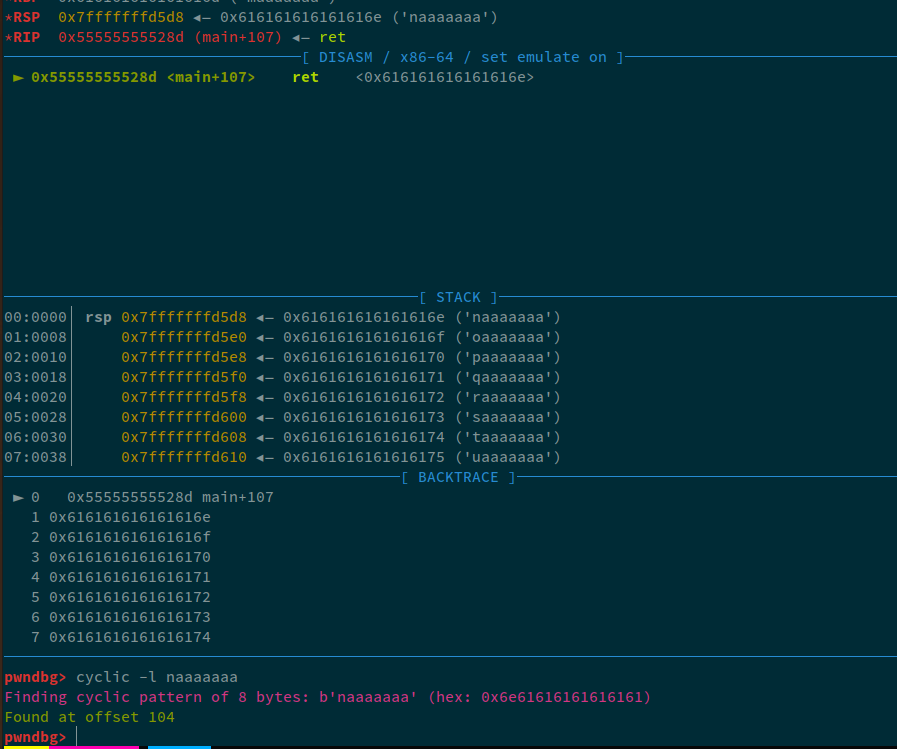 *RSP  0x7fffffffd5d8 ◂— 0x616161616161616e ('naaaaaaa')
*RIP  0x55555555528d (main+107) ◂— ret
[ DISASM / x86-64 / set emulate on ]
► 0x55555555528d <main+107>    ret    <0x616161616161616e>
[ STACK ]
00:0000│ rsp 0x7fffffffd5d8 ◂— 0x616161616161616e ('naaaaaaa')
01:0008│     0x7fffffffd5e0 ◂— 0x616161616161616f ('oaaaaaaa')
02:0010│     0x7fffffffd5e8 ◂— 0x6161616161616170 ('paaaaaaa')
03:0018│     0x7fffffffd5f0 ◂— 0x6161616161616171 ('qaaaaaaa')
04:0020│     0x7fffffffd5f8 ◂— 0x6161616161616172 ('raaaaaaa')
05:0028│     0x7fffffffd600 ◂— 0x6161616161616173 ('saaaaaaa')
06:0030│     0x7fffffffd608 ◂— 0x6161616161616174 ('taaaaaaa')
07:0038│     0x7fffffffd610 ◂— 0x6161616161616175 ('uaaaaaaa')
[ BACKTRACE ]
► 0   0x55555555528d main+107
1 0x616161616161616e
2 0x616161616161616f
3 0x6161616161616170
4 0x6161616161616171
5 0x6161616161616172
6 0x6161616161616173
7 0x6161616161616174
pwndbg> cyclic -l naaaaaaa
Finding cyclic pattern of 8 bytes: b'naaaaaaa' (hex: 0x6e61616161616161)
Found at offset 104
pwndbg>